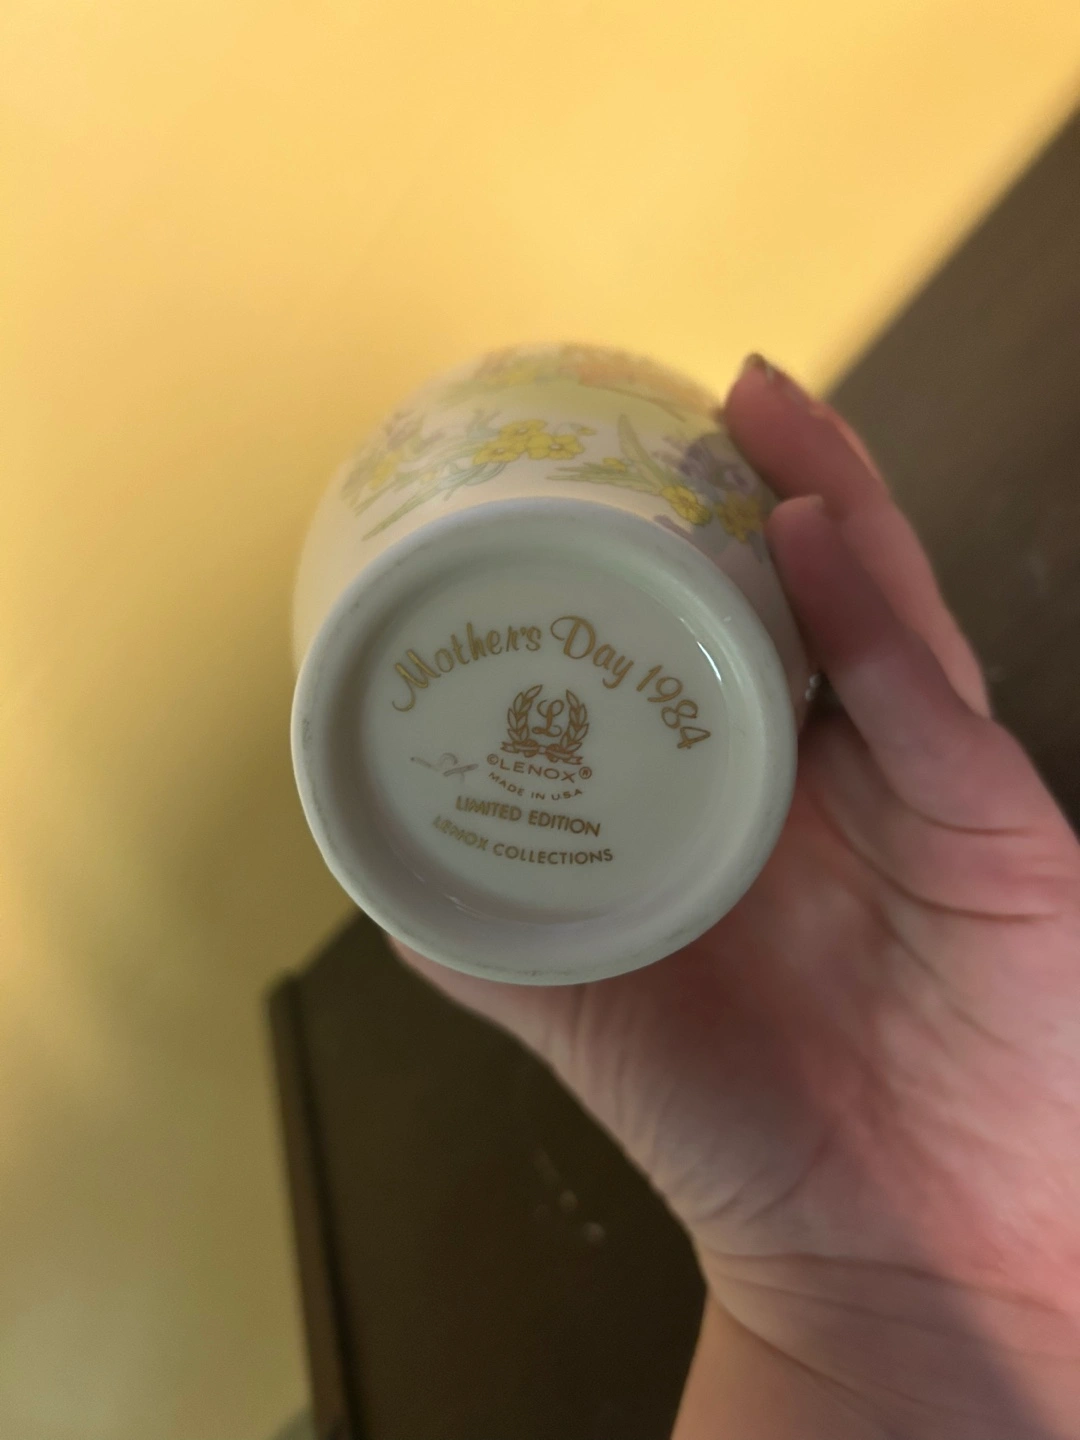 Mother's Day 1984
L
©LENOX®
MADE IN USA
LIMITED EDITION
LENOX COLLECTIONS